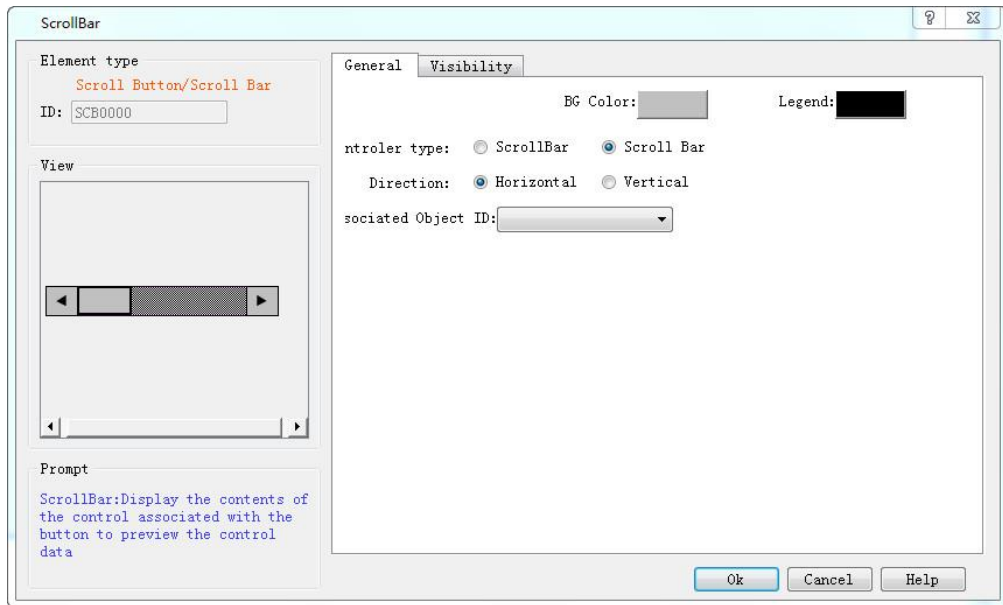 ScrollBar
Element type
Scroll Button/Scroll Bar
ID: SCB0000
View
Prompt
ScrollBar:Display the contents of
the control associated with the
button to preview the control
data
General Visibility
BG Color: Legend:
ntroler type: ScrollBar Scroll Bar
Direction: Horizontal Vertical
sociated Object ID:
Ok Cancel Help